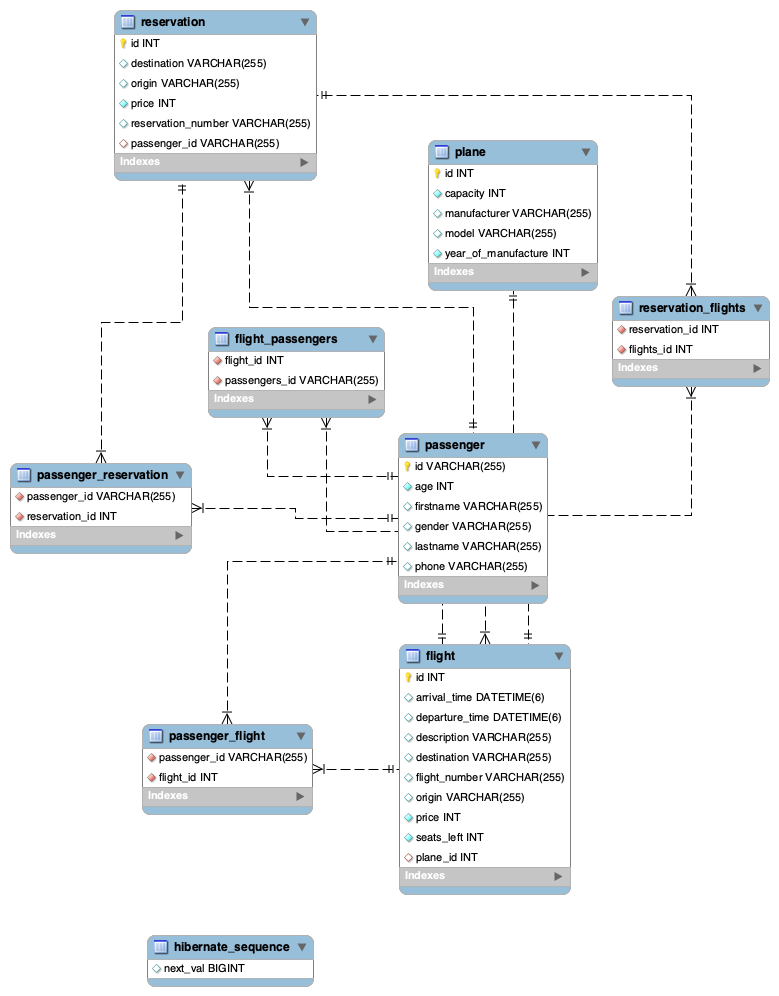 reservation
id INT
destination VARCHAR(255)
origin VARCHAR(255)
price INT
reservation_number VARCHAR(255)
passenger_id VARCHAR(255)
Indexes
plane
id INT
capacity INT
manufacturer VARCHAR(255)
model VARCHAR(255)
year_of_manufacture INT
Indexes
reservation_flights
reservation_id INT
flights_id INT
Indexes
flight_passengers
flight_id INT
passengers_id VARCHAR(255)
Indexes
passenger
id VARCHAR(255)
age INT
firstname VARCHAR(255)
gender VARCHAR(255)
lastname VARCHAR(255)
phone VARCHAR(255)
Indexes
passenger_reservation
passenger_id VARCHAR(255)
reservation_id INT
Indexes
flight
id INT
arrival_time DATETIME(6)
departure_time DATETIME(6)
description VARCHAR(255)
destination VARCHAR(255)
flight_number VARCHAR(255)
origin VARCHAR(255)
price INT
seats_left INT
plane_id INT
Indexes
passenger_flight
passenger_id VARCHAR(255)
flight_id INT
Indexes
hibernate_sequence
next_val BIGINT